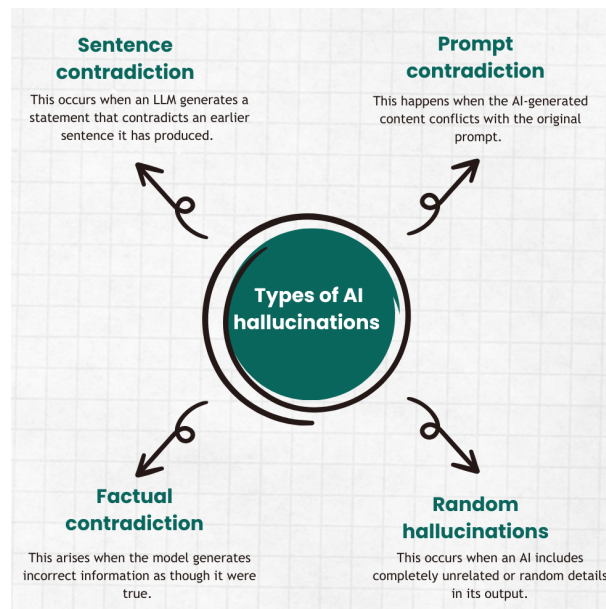 Sentence
contradiction
This occurs when an LLM generates a
statement that contradicts an earlier
sentence it has produced.
Prompt
contradiction
This happens when the AI-generated
content conflicts with the original
prompt.
Types of AI
hallucinations
Factual
contradiction
This arises when the model generates
incorrect information as though it were
true.
Random
hallucinations
This occurs when an AI includes
completely unrelated or random details
in its output.